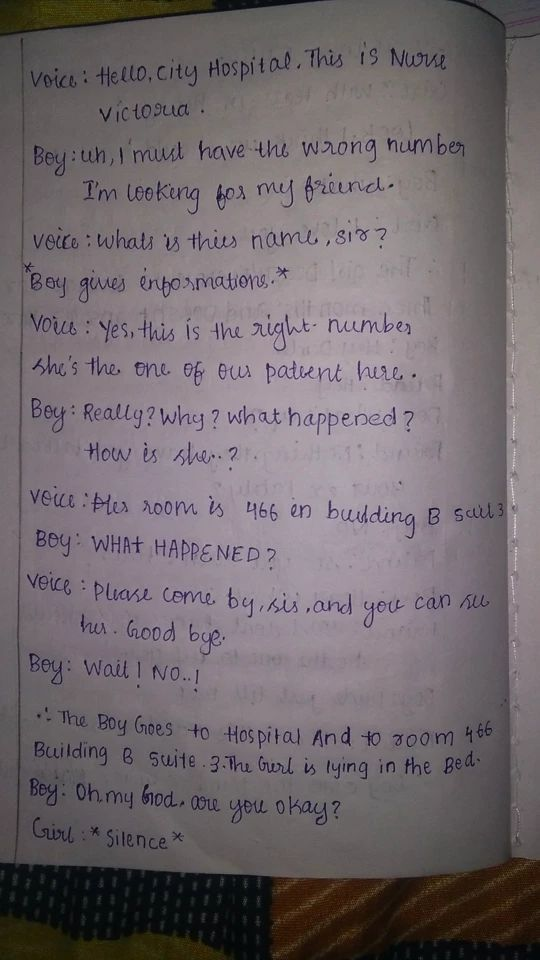 Voice: Hello, City Hospital. This is Nurse
Victoria.
Boy: uh, I must have the wrong number
I'm looking for my friend.
Voice: whats is thies name, sir?
*Boy gives informations.*
Voice: Yes, this is the right number
she's the one of our patient here.
Boy: Really? Why? what happened?
How is she..?
Voice: Her room is 466 in building B suit 3
Boy: WHAT HAPPENED?
Voice: Please come by, sir, and you can see
her. Good bye.
Boy: Wait! NO..!
∴ The Boy Goes to Hospital And to room 466
Building B Suite. 3. The Girl is lying in the Bed.
Boy: Oh, my God. are you okay?
Girl: *Silence*